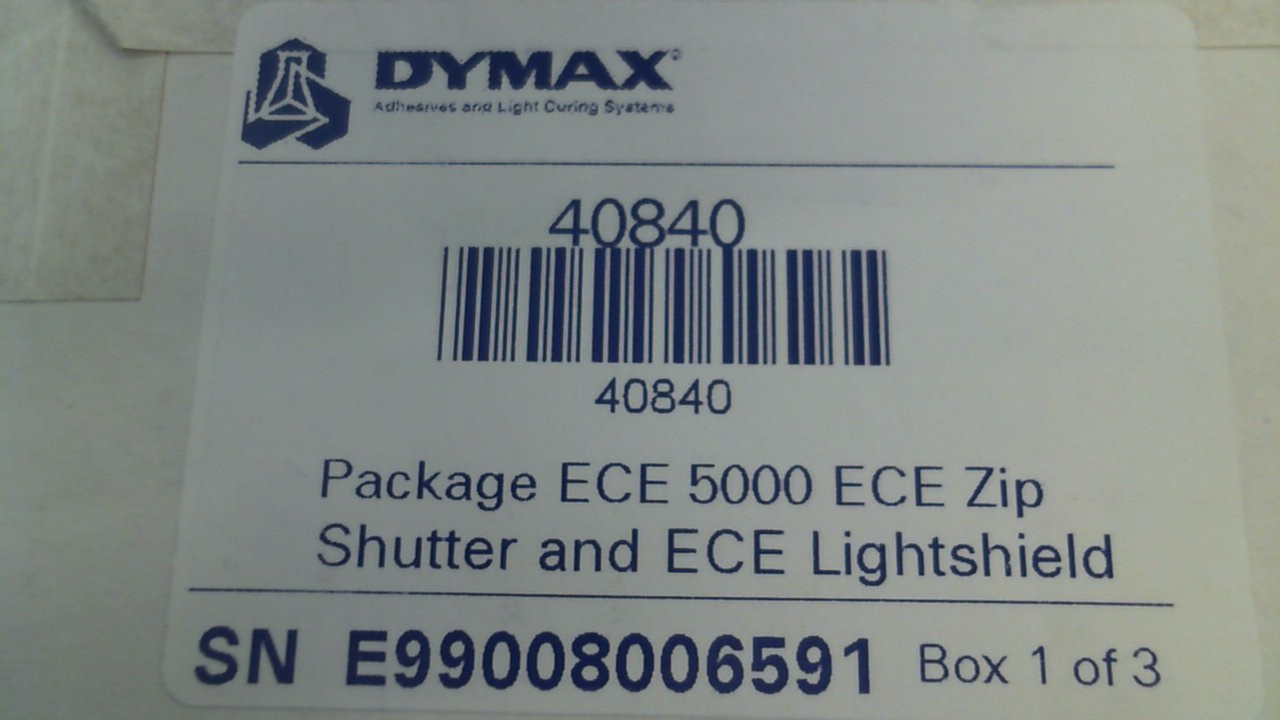 DYMAX®
Adhesives and Light Curing Systems
40840
40840
Package ECE 5000 ECE Zip
Shutter and ECE Lightshield
SN E99008006591 Box 1 of 3